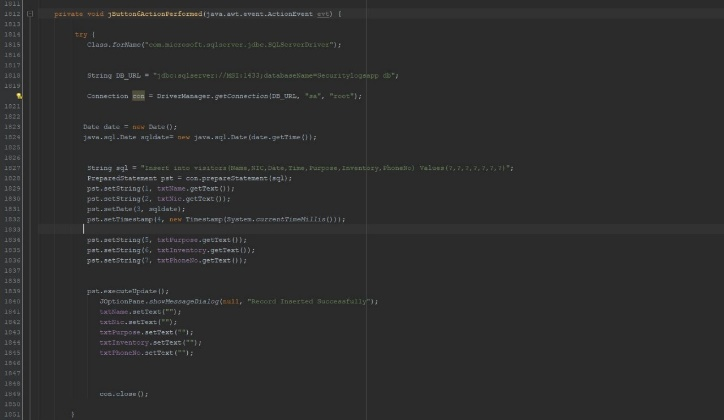 1811
1812 private void jButton6ActionPerformed(java.awt.event.ActionEvent evt) {
1813
1814 try {
1815 Class.forName("com.microsoft.sqlserver.jdbc.SQLServerDriver");
1818 String DB_URL = "jdbc:sqlserver://MSI:1433;databaseName=Securitylogsapp db";
1819
Connection con = DriverManager.getConnection(DB_URL, "sa", "root");
1821
1822
1823 Date date = new Date();
1824 java.sql.Date sqldate= new java.sql.Date(date.getTime());
1825
1826
1827 String sql = "Insert into visitors(Name,NIC,Date,Time,Purpose,Inventory,PhoneNo) Values(?,?,?,?,?,?,?)";
1828 PreparedStatement pst = con.prepareStatement(sql);
1829 pst.setString(1, txtName.getText());
1830 pst.setString(2, txtNic.getText());
1831 pst.setDate(3, sqldate);
1832 pst.setTimestamp(4, new Timestamp(System.currentTimeMillis()));
1833
1834 pst.setString(5, txtPurpose.getText());
1835 pst.setString(6, txtInventory.getText());
1836 pst.setString(7, txtPhoneNo.getText());
1837
1838
1839 pst.executeUpdate();
1840 JOptionPane.showMessageDialog(null, "Record Inserted Successfully");
1841 txtName.setText("");
1842 txtNic.setText("");
1843 txtPurpose.setText("");
1844 txtInventory.setText("");
1845 txtPhoneNo.setText("");
1846
1847
1848
1849 con.close();
1850
1851 }